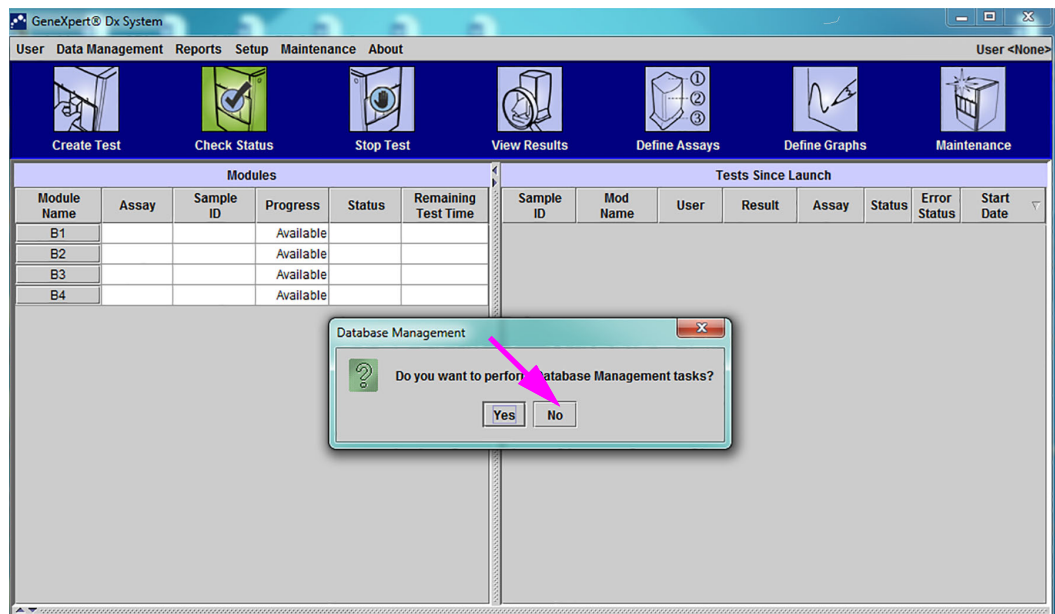 GeneXpert® Dx System
User Data Management Reports Setup Maintenance About User <None>
Create Test Check Status Stop Test View Results Define Assays Define Graphs Maintenance
1
2
3
Modules Tests Since Launch
Module Name Assay Sample ID Progress Status Remaining Test Time Sample ID Mod Name User Result Assay Status Error Status Start Date
B1 Available
B2 Available
B3 Available
B4 Available
Database Management
Do you want to perform Database Management tasks?
Yes No